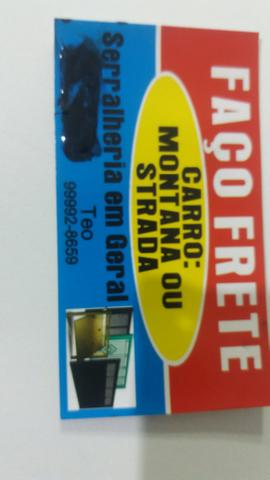 FAÇO FRETE
CARRO:
MONTANA OU
STRADA
Serralheria em Geral
Teo
99992-8659